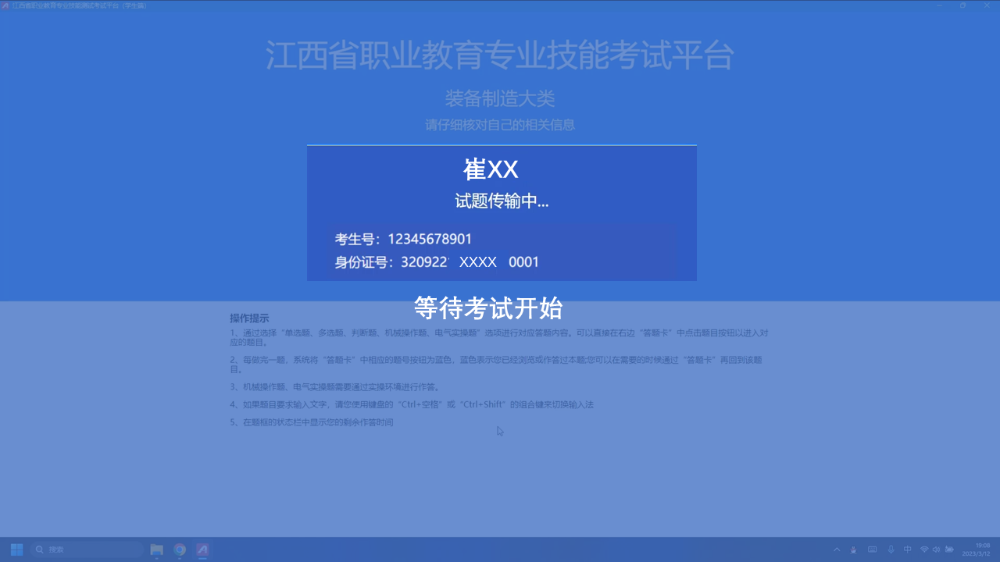 江西省职业教育专业技能测试考试平台 [学生端]
江西省职业教育专业技能考试平台
装备制造大类
请仔细核对自己的相关信息
崔XX
试题传输中...
考生号：12345678901
身份证号：320922 XXXX 0001
等待考试开始
操作提示
1、通过选择“单选题、多选题、判断题、机械操作题、电气实操题”选项进行对应答题内容。可以直接在右边“答题卡”中点击题目按钮以进入对
应的题目。
2、每做完一题，系统将“答题卡”中相应的题号按钮为蓝色，蓝色表示您已经浏览或作答过本题;您可以在需要的时候通过“答题卡”再回到该题
目。
3、机械操作题、电气实操题需要通过实操环境进行作答。
4、如果题目要求输入文字，请您使用键盘的“Ctrl+空格”或“Ctrl+Shift”的组合键来切换输入法
5、在题框的状态栏中显示您的剩余作答时间
搜索
中
19:08
2023/3/12